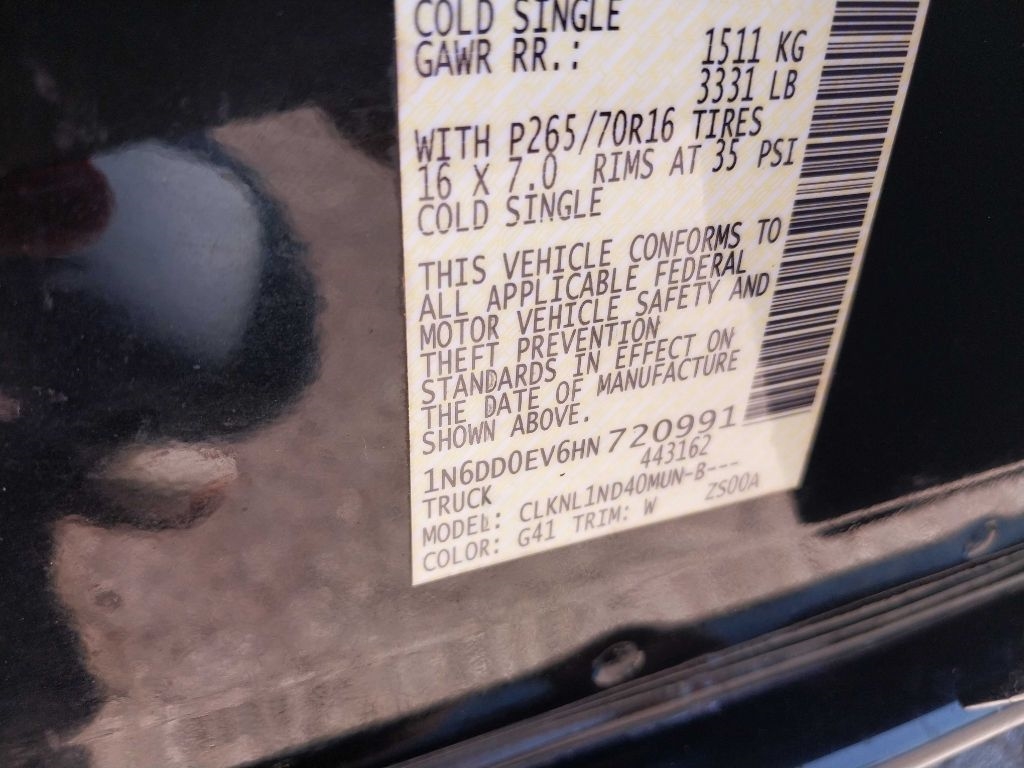 COLD SINGLE
GAWR RR.: 1511 KG
3331 LB
WITH P265/70R16 TIRES
16 X 7.0 RIMS AT 35 PSI
COLD SINGLE
THIS VEHICLE CONFORMS TO
ALL APPLICABLE FEDERAL
MOTOR VEHICLE SAFETY AND
THEFT PREVENTION
STANDARDS IN EFFECT ON
THE DATE OF MANUFACTURE
SHOWN ABOVE.
1N6DD0EV6HN720991
TRUCK 443162
MODEL: CLKNL1ND40MUN-B---
COLOR: G41 TRIM: W ZS00A